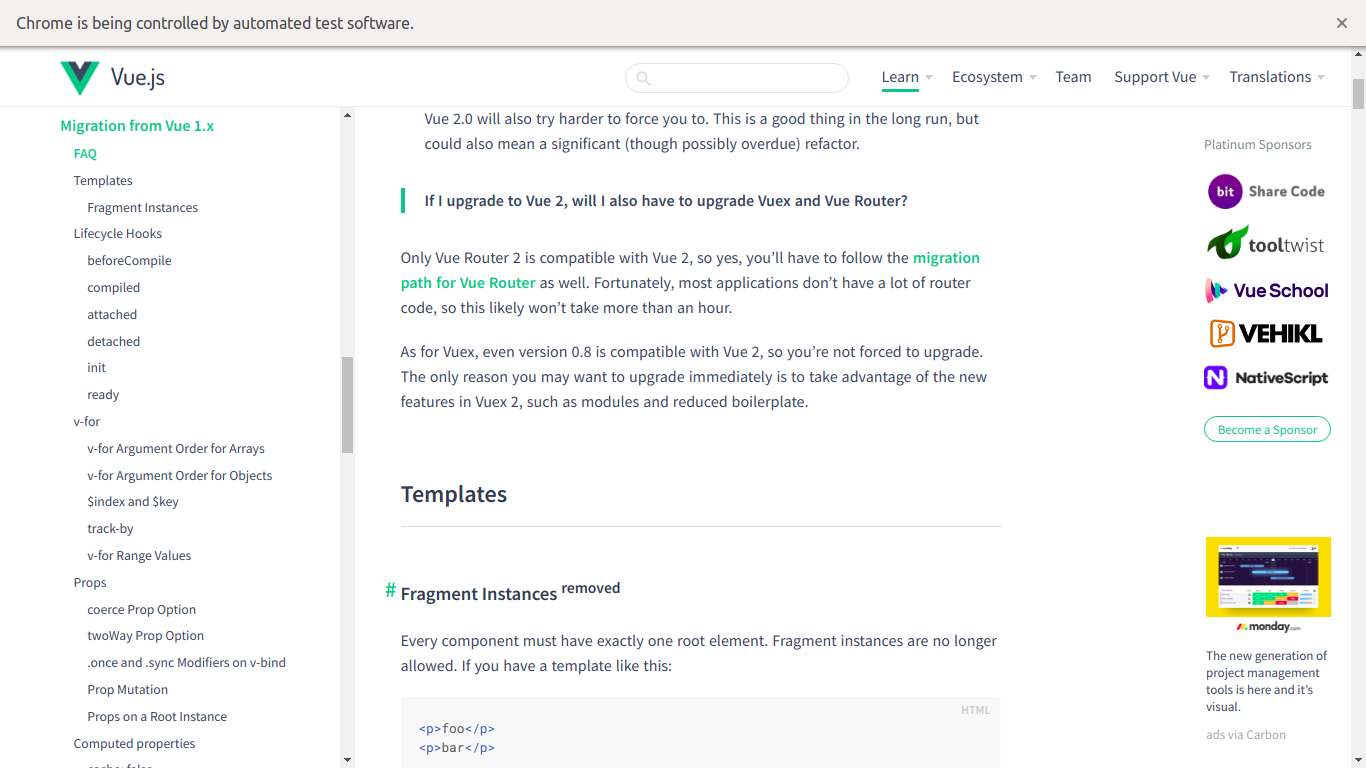 Chrome is being controlled by automated test software.
Vue.js
Learn
Ecosystem
Team
Support Vue
Translations
Migration from Vue 1.x
FAQ
Templates
Fragment Instances
Lifecycle Hooks
beforeCompile
compiled
attached
detached
init
ready
v-for
v-for Argument Order for Arrays
v-for Argument Order for Objects
$index and $key
track-by
v-for Range Values
Props
coerce Prop Option
twoWay Prop Option
.once and .sync Modifiers on v-bind
Prop Mutation
Props on a Root Instance
Computed properties
cache: false
Vue 2.0 will also try harder to force you to. This is a good thing in the long run, but
could also mean a significant (though possibly overdue) refactor.
If I upgrade to Vue 2, will I also have to upgrade Vuex and Vue Router?
Only Vue Router 2 is compatible with Vue 2, so yes, you’ll have to follow the migration
path for Vue Router as well. Fortunately, most applications don’t have a lot of router
code, so this likely won’t take more than an hour.
As for Vuex, even version 0.8 is compatible with Vue 2, so you’re not forced to upgrade.
The only reason you may want to upgrade immediately is to take advantage of the new
features in Vuex 2, such as modules and reduced boilerplate.
Templates
# Fragment Instances removed
Every component must have exactly one root element. Fragment instances are no longer
allowed. If you have a template like this:
HTML
<p>foo</p>
<p>bar</p>
Platinum Sponsors
bit Share Code
tooltwist
Vue School
VEHIKL
NativeScript
Become a Sponsor
monday.com
The new generation of
project management
tools is here and it’s
visual.
ads via Carbon